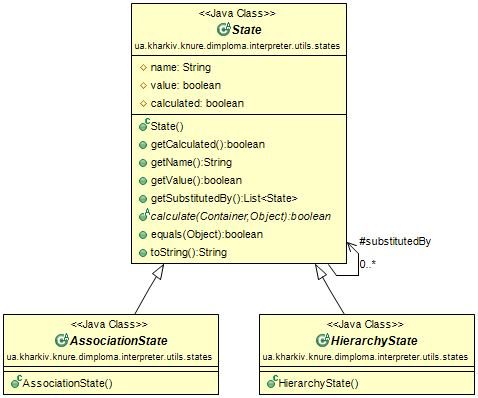 <<Java Class>>
State
ua.kharkiv.knure.dimploma.interpreter.utils.states
name: String
value: boolean
calculated: boolean
State()
getCalculated():boolean
getName():String
getValue():boolean
getSubstitutedBy():List<State>
calculate(Container,Object):boolean
equals(Object):boolean
toString():String
#substitutedBy
0..*
<<Java Class>>
AssociationState
ua.kharkiv.knure.dimploma.interpreter.utils.states
AssociationState()
<<Java Class>>
HierarchyState
ua.kharkiv.knure.dimploma.interpreter.utils.states
HierarchyState()